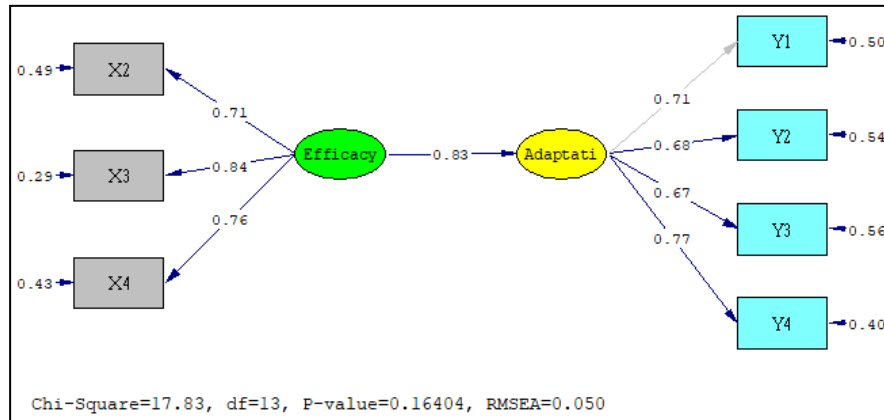 Y1
0.50
0.49
X2
0.71
0.71
Y2
0.54
0.68
Efficacy
0.83
Adaptati
0.84
0.29
X3
0.67
0.76
Y3
0.56
0.77
0.43
X4
Y4
0.40
Chi-Square=17.83, df=13, P-value=0.16404, RMSEA=0.050